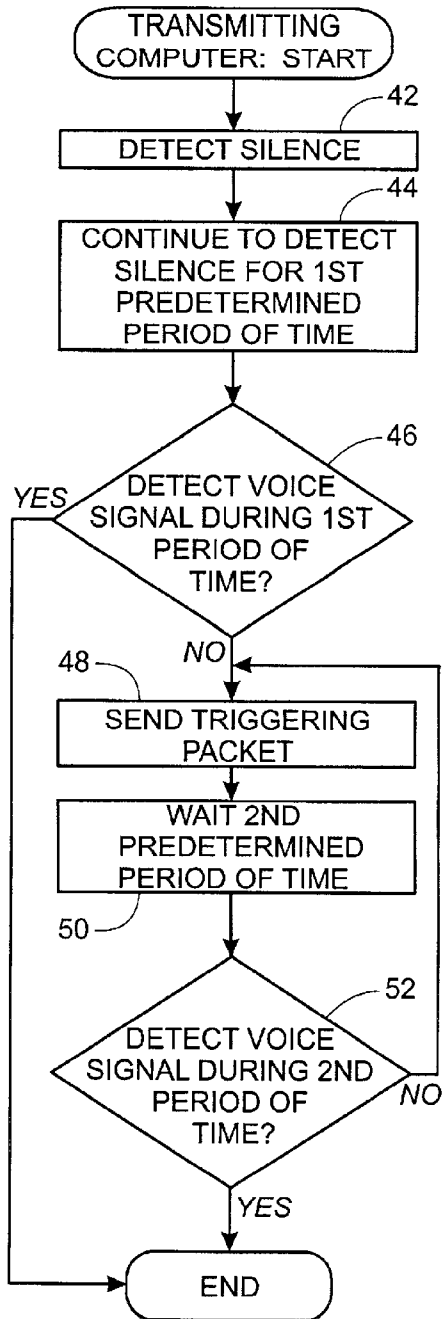 TRANSMITTING
COMPUTER: START
42
DETECT SILENCE
44
CONTINUE TO DETECT
SILENCE FOR 1ST
PREDETERMINED
PERIOD OF TIME
46
DETECT VOICE
SIGNAL DURING 1ST
PERIOD OF
TIME?
YES
NO
48
SEND TRIGGERING
PACKET
WAIT 2ND
PREDETERMINED
PERIOD OF TIME
50
52
DETECT VOICE
SIGNAL DURING 2ND
PERIOD OF
TIME?
NO
YES
END